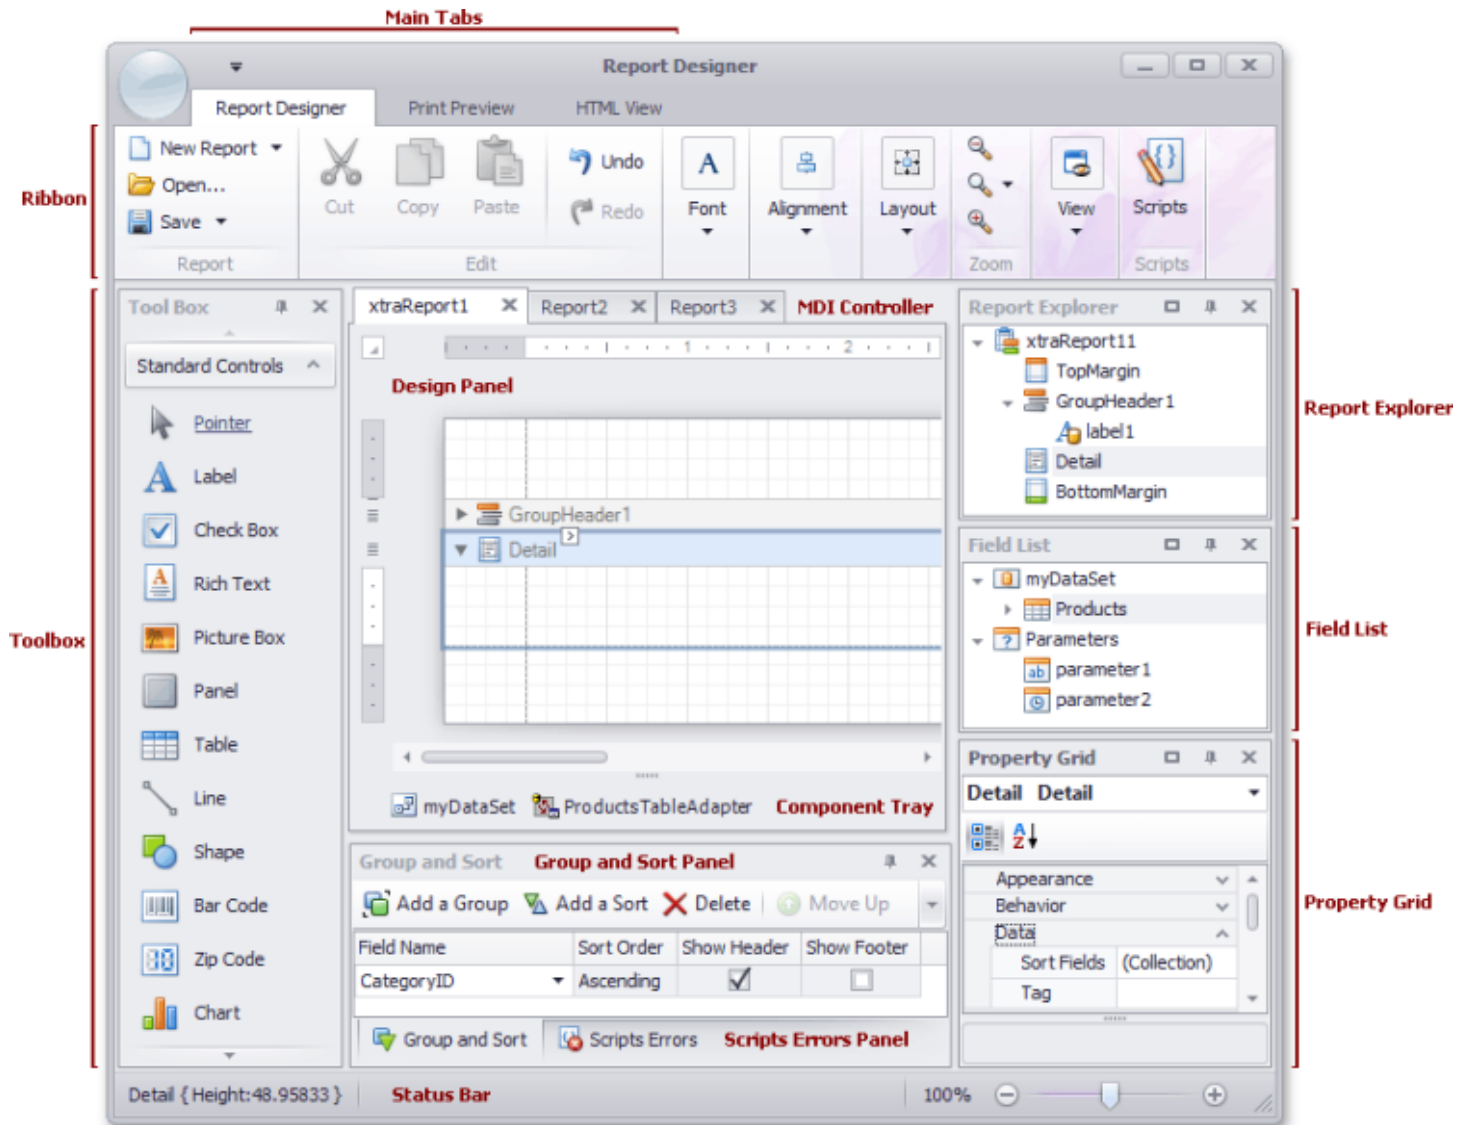 Main Tabs
Report Designer
Report Designer Print Preview HTML View
Ribbon
New Report
Open...
Save
Report
Cut Copy Paste
Undo
Redo
Edit
Font Alignment Layout
Zoom
View
Scripts
Scripts
Toolbox
Tool Box
Standard Controls
Pointer
Label
Check Box
Rich Text
Picture Box
Panel
Table
Line
Shape
Bar Code
Zip Code
Chart
xtraReport1 Report2 Report3 MDI Controller
1 2
Design Panel
GroupHeader1
Detail
myDataSet ProductsTableAdapter Component Tray
Group and Sort Group and Sort Panel
Add a Group Add a Sort Delete Move Up
Field Name Sort Order Show Header Show Footer
CategoryID Ascending
Group and Sort Scripts Errors Scripts Errors Panel
Report Explorer
xtraReport11
TopMargin
GroupHeader1
label1
Detail
BottomMargin
Report Explorer
Field List
myDataSet
Products
Parameters
parameter1
parameter2
Field List
Property Grid
Detail Detail
Appearance
Behavior
Data
Sort Fields (Collection)
Tag
Property Grid
Detail { Height:48.95833 } Status Bar 100%